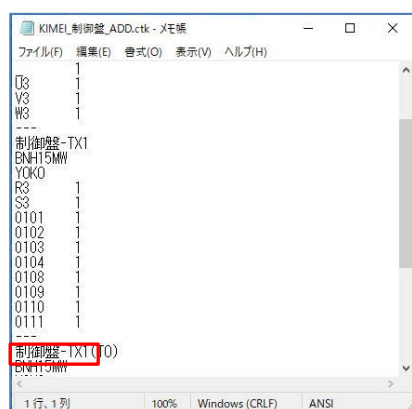 KIMEI_制御盤_ADD.ctk - メモ帳
ファイル(F) 編集(E) 書式(O) 表示(V) ヘルプ(H)
1
U3 1
V3 1
W3 1
---
制御盤-TX1
BNH15MW
YOKO
R3 1
S3 1
0101 1
0102 1
0103 1
0104 1
0108 1
0109 1
0110 1
0111 1
---
制御盤-TX1(TO)
BNH15MW
1行、1列 100% Windows (CRLF) ANSI